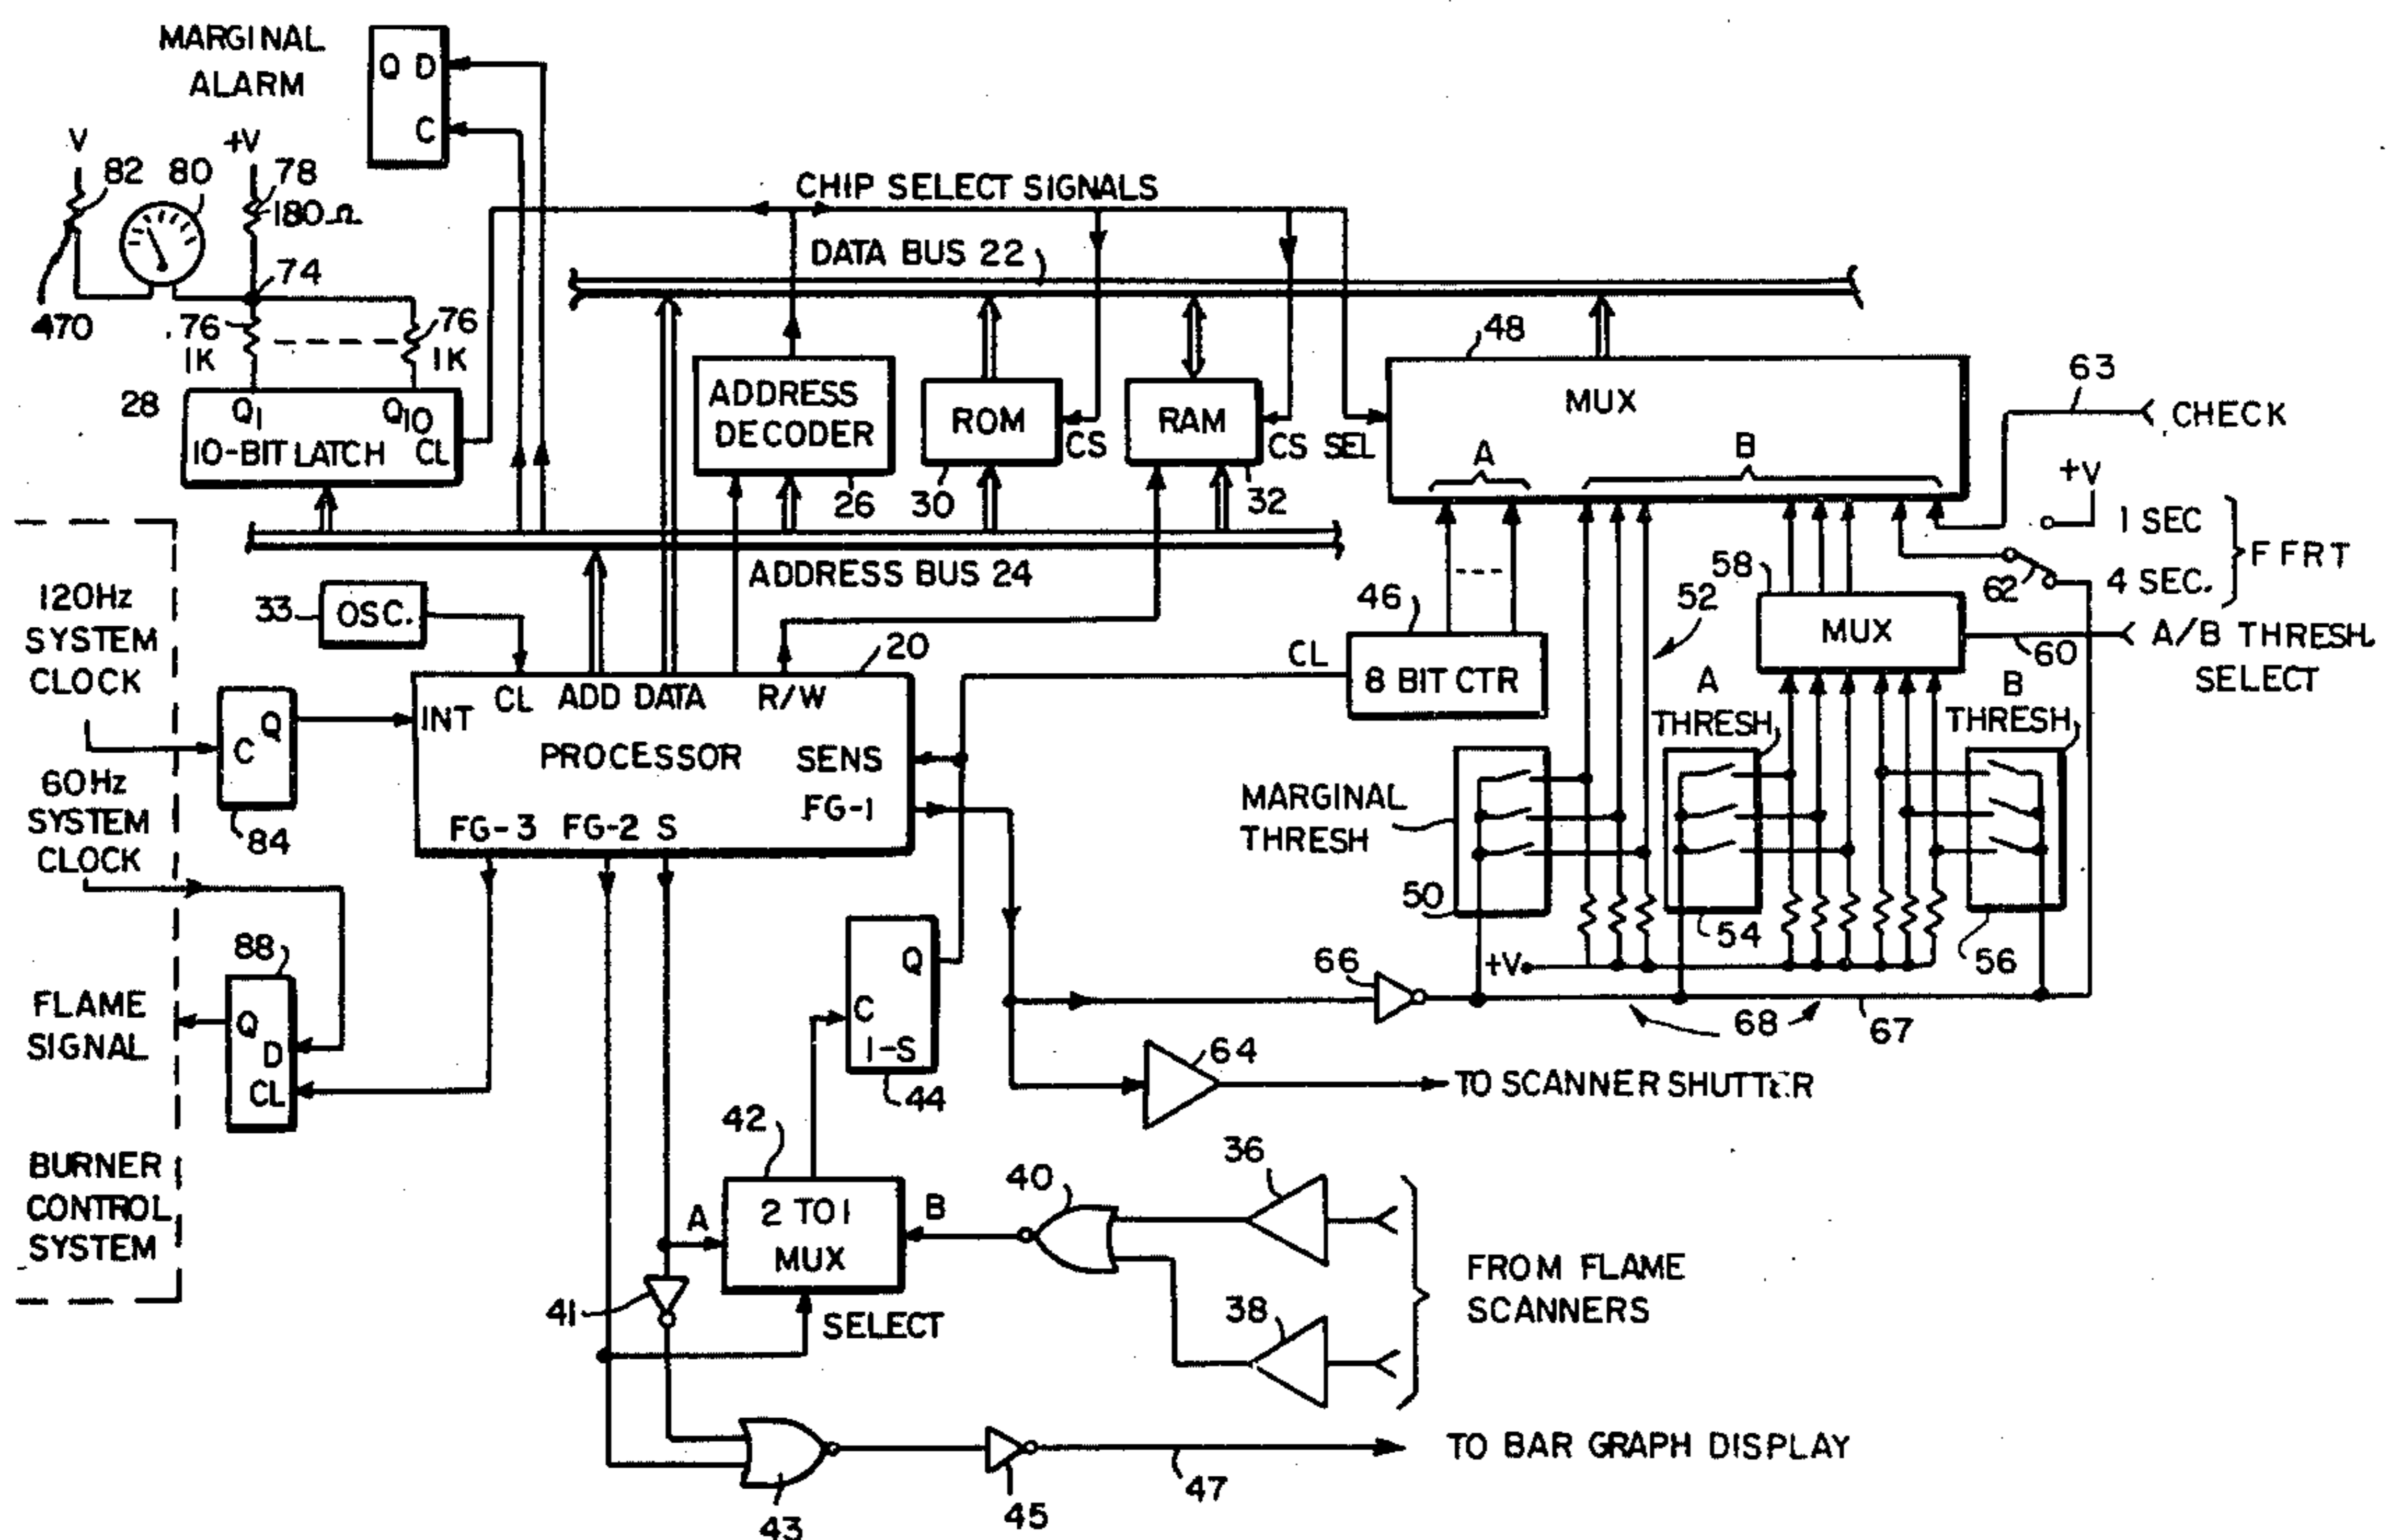 MARGINAL
ALARM
Q D
C
V
82
80
+V
78
180Ω
470
74
76
1K
76
1K
28
Q1
Q10
10-BIT LATCH
CL
CHIP SELECT SIGNALS
DATA BUS 22
ADDRESS
DECODER
26
ROM
CS
30
RAM
CS
32
SEL
48
MUX
A
B
63
CHECK
+V
1 SEC
4 SEC.
FFRT
62
ADDRESS BUS 24
120Hz
SYSTEM
CLOCK
33
OSC.
20
46
CL
8 BIT CTR
52
58
MUX
60
A/B THRESH.
SELECT
C
Q
84
INT
CL
ADD
DATA
R/W
PROCESSOR
SENS
FG-1
FG-3
FG-2
S
60Hz
SYSTEM
CLOCK
MARGINAL
THRESH
50
A
THRESH
54
B
THRESH
56
88
Q
D
CL
FLAME
SIGNAL
BURNER
CONTROL
SYSTEM
Q
C
1-S
44
66
+V
68
67
64
TO SCANNER SHUTTER
42
A
2 TO 1
MUX
B
SELECT
41
40
36
38
FROM FLAME
SCANNERS
43
45
47
TO BAR GRAPH DISPLAY